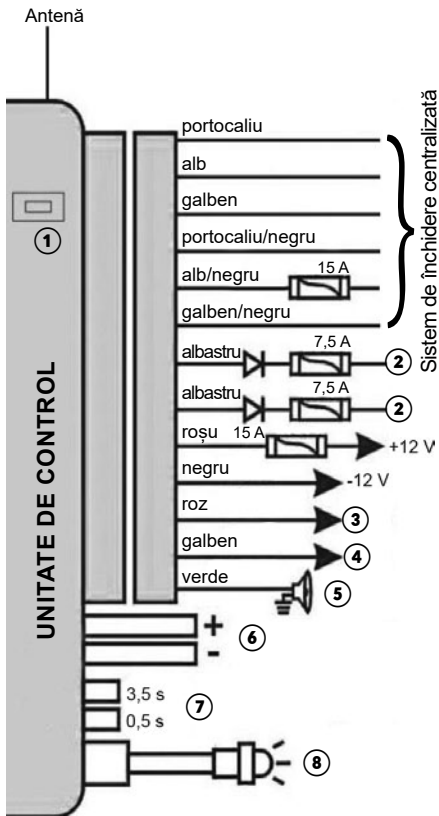 Antenă
portocaliu
alb
galben
portocaliu/negru
alb/negru 15 A
galben/negru
Sistem de închidere centralizată
1
albastru 7,5 A 2
albastru 7,5 A 2
roșu 15 A +12 V
negru -12 V
roz 3
galben 4
verde 5
UNITATE DE CONTROL
+
- 6
3,5 s
0,5 s 7
8